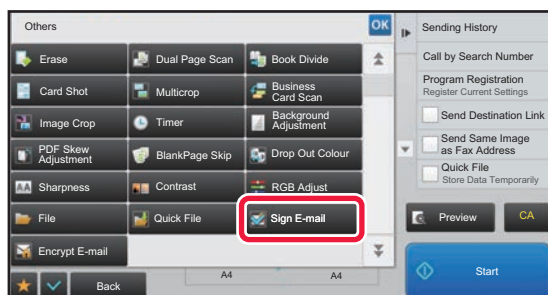 Others
OK
Erase
Dual Page Scan
Book Divide
Card Shot
Multicrop
Business
Card Scan
Image Crop
Timer
Background
Adjustment
PDF Skew
Adjustment
BlankPage Skip
Drop Out Colour
AA
Sharpness
Contrast
RGB Adjust
File
Quick File
Sign E-mail
Encrypt E-mail
Back
A4
A4
Sending History
Call by Search Number
Program Registration
Register Current Settings
Send Destination Link
Send Same Image
as Fax Address
Quick File
Store Data Temporarily
Preview
CA
Start